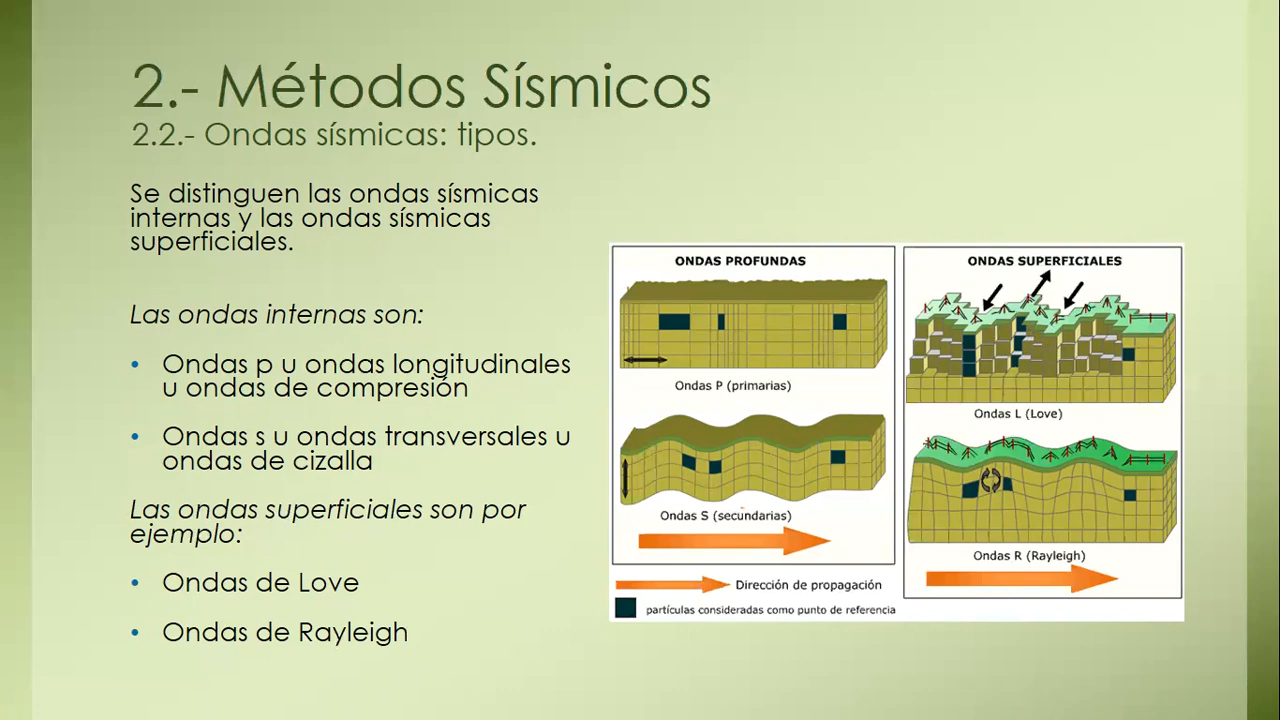 2.- Métodos Sísmicos
2.2.- Ondas sísmicas: tipos.
Se distinguen las ondas sísmicas
internas y las ondas sísmicas
superficiales.
Las ondas internas son:
• Ondas p u ondas longitudinales
u ondas de compresión
• Ondas s u ondas transversales u
ondas de cizalla
Las ondas superficiales son por
ejemplo:
• Ondas de Love
• Ondas de Rayleigh
ONDAS PROFUNDAS
Ondas P (primarias)
Ondas S (secundarias)
Dirección de propagación
partículas consideradas como punto de referencia
ONDAS SUPERFICIALES
Ondas L (Love)
Ondas R (Rayleigh)